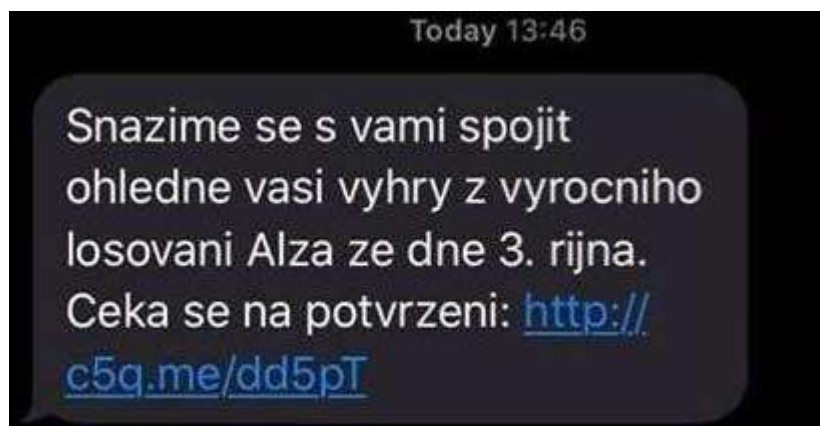 Today 13:46
Snazime se s vami spojit
ohledne vasi vyhry z vyrocniho
losovani Alza ze dne 3. rijna.
Ceka se na potvrzeni: http://
c5q.me/dd5pT